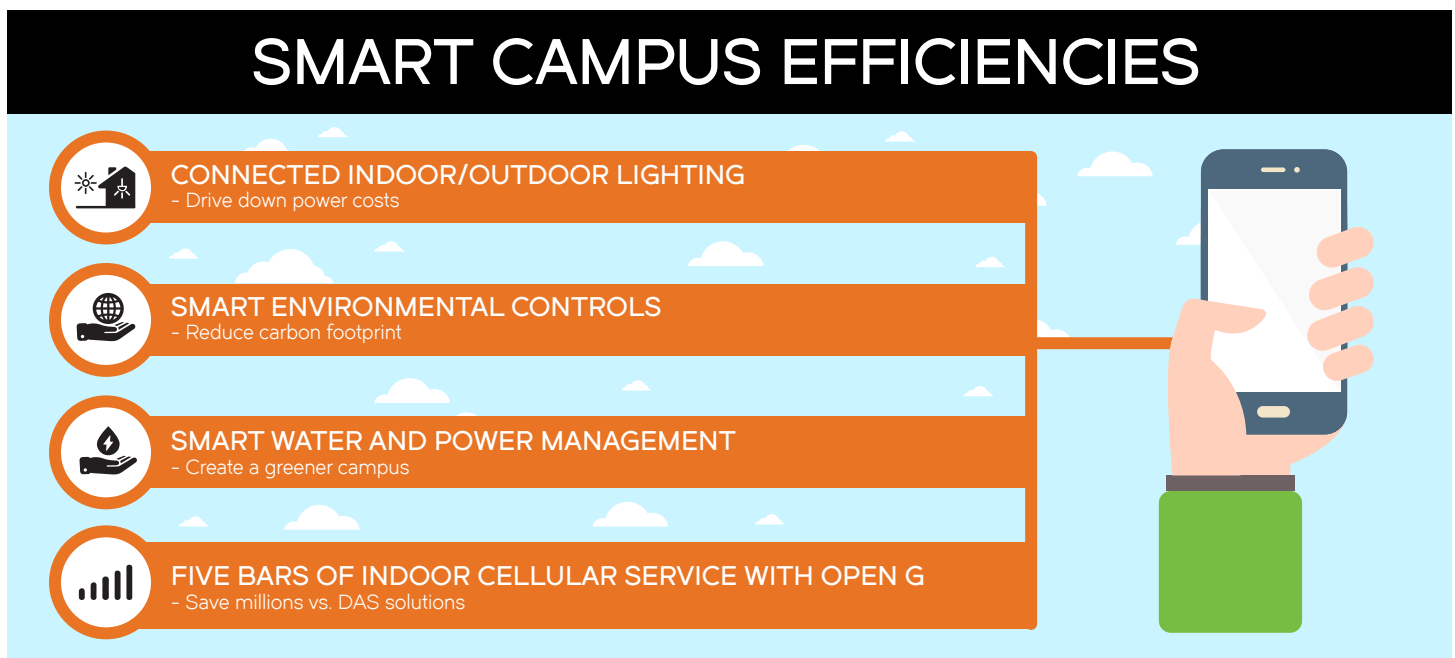 SMART CAMPUS EFFICIENCIES
CONNECTED INDOOR/OUTDOOR LIGHTING
- Drive down power costs
SMART ENVIRONMENTAL CONTROLS
- Reduce carbon footprint
SMART WATER AND POWER MANAGEMENT
- Create a greener campus
FIVE BARS OF INDOOR CELLULAR SERVICE WITH OPEN G
- Save millions vs. DAS solutions